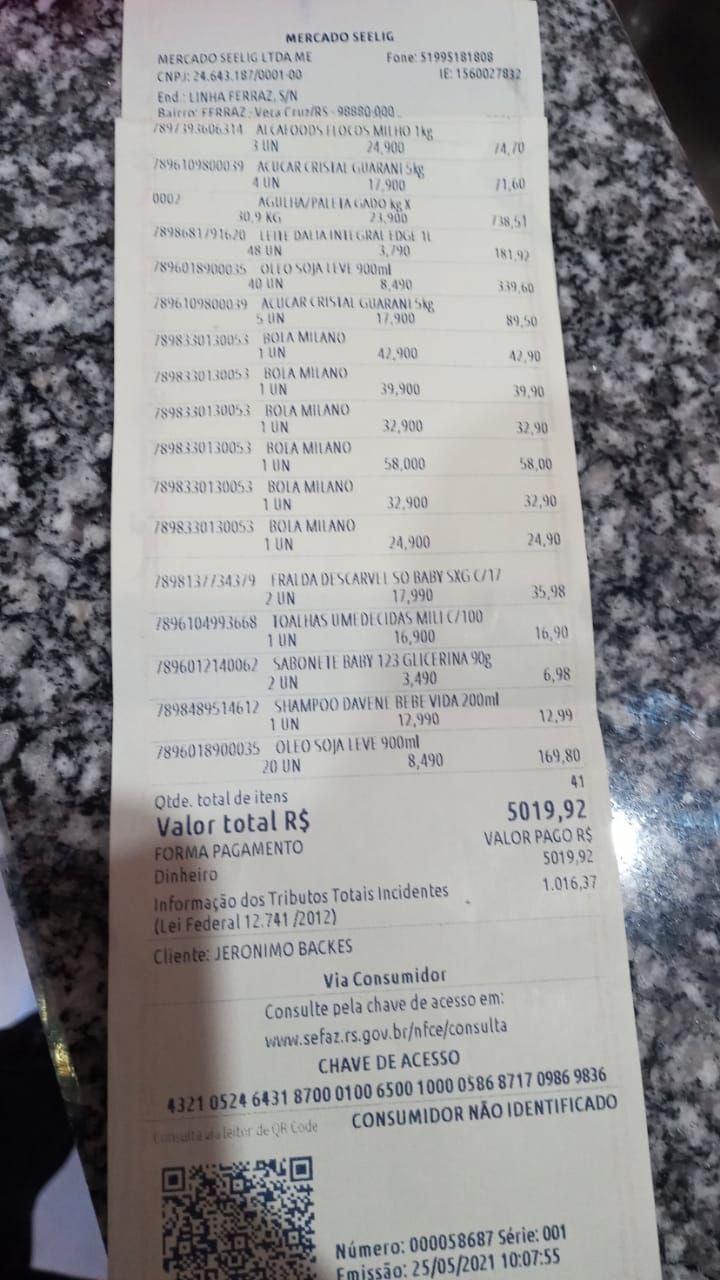 MERCADO SEELIG
MERCADO SEELIG LTDA ME Fone: 51995181808
CNPJ: 24.643.187/0001-00 IE: 1560027832
End.: LINHA FERRAZ, S/N
Bairro: FERRAZ - Vera Cruz/RS - 98880-000
7897393606314 ALCAFOODS FLOCOS MILHO 1kg
3 UN 24,900 74,70
7896109800039 ACUCAR CRISTAL GUARANI 5kg
4 UN 17,900 71,60
0002 AGULHA/PALETA GADO kg X
30,9 KG 23,900 738,51
7898681791620 LEITE DALIA INTEGRAL EDGE 1L
48 UN 3,790 181,92
7896018900035 OLEO SOJA LEVE 900ml
40 UN 8,490 339,60
7896109800039 ACUCAR CRISTAL GUARANI 5kg
5 UN 17,900 89,50
7898330130053 BOLA MILANO
1 UN 42,900 42,90
7898330130053 BOLA MILANO
1 UN 39,900 39,90
7898330130053 BOLA MILANO
1 UN 32,900 32,90
7898330130053 BOLA MILANO
1 UN 58,000 58,00
7898330130053 BOLA MILANO
1 UN 32,900 32,90
7898330130053 BOLA MILANO
1 UN 24,900 24,90
7898137734379 FRALDA DESCARVEL SO BABY SXG C/17
2 UN 17,990 35,98
7896104993668 TOALHAS UMEDECIDAS MILI C/100
1 UN 16,900 16,90
7896012140062 SABONETE BABY 123 GLICERINA 90g
2 UN 3,490 6,98
7898489514612 SHAMPOO DAVENE BEBE VIDA 200ml
1 UN 12,990 12,99
7896018900035 OLEO SOJA LEVE 900ml
20 UN 8,490 169,80
Qtde. total de itens 41
Valor total R$ 5019,92
FORMA PAGAMENTO VALOR PAGO R$
Dinheiro 5019,92
Informação dos Tributos Totais Incidentes 1.016,37
(Lei Federal 12.741 /2012)
Cliente: JERONIMO BACKES
Via Consumidor
Consulte pela chave de acesso em:
www.sefaz.rs.gov.br/nfce/consulta
CHAVE DE ACESSO
4321 0524 6431 8700 0100 6500 1000 0586 8717 0986 9836
Consulta via leitor de QR Code CONSUMIDOR NÃO IDENTIFICADO
Número: 000058687 Série: 001
Emissão: 25/05/2021 10:07:55